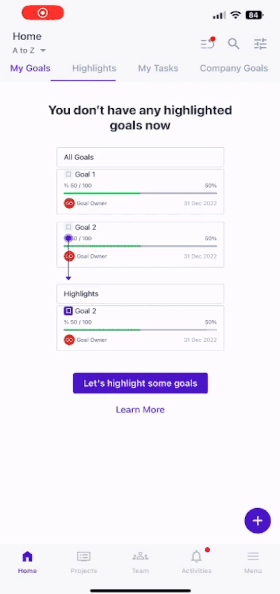 84
Home
A to Z
My Goals
Highlights
My Tasks
Company Goals
You don't have any highlighted
goals now
All Goals
Goal 1
% 50 / 100
50%
GO
Goal Owner
31 Dec 2022
Goal 2
50 / 100
50%
GO
Goal Owner
31 Dec 2022
Highlights
Goal 2
% 50 / 100
50%
GO
Goal Owner
31 Dec 2022
Let's highlight some goals
Learn More
Home
Projects
Team
Activities
Menu